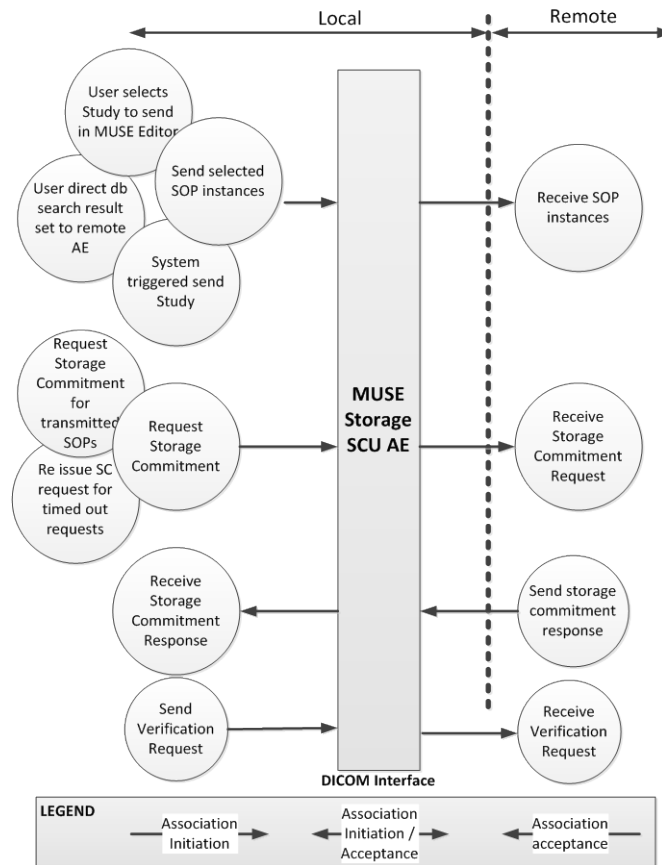 Local
Remote
User selects
Study to send
in MUSE Editor
Send selected
SOP instances
User direct db
search result
set to remote
AE
System
triggered send
Study
Receive SOP
instances
Request
Storage
Commitment
for
transmitted
SOPs
Request
Storage
Commitment
Re issue SC
request for
timed out
requests
MUSE
Storage
SCU AE
Receive
Storage
Commitment
Request
Receive
Storage
Commitment
Response
Send storage
commitment
response
Send
Verification
Request
Receive
Verification
Request
DICOM Interface
LEGEND
Association
Initiation
Association
Initiation /
Acceptance
Association
acceptance